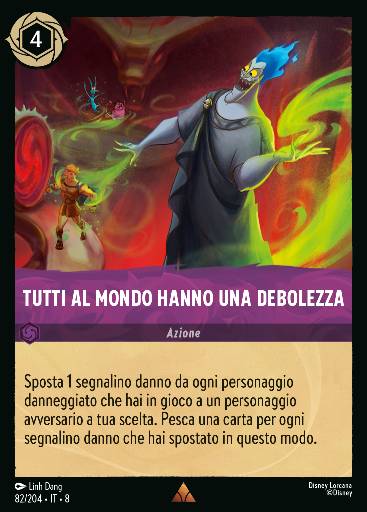 4
TUTTI AL MONDO HANNO UNA DEBOLEZZA
Azione
Sposta 1 segnalino danno da ogni personaggio
danneggiato che hai in gioco a un personaggio
avversario a tua scelta. Pesca una carta per ogni
segnalino danno che hai spostato in questo modo.
Linh Dang
Disney Lorcana
82/204 • IT • 8
©Disney